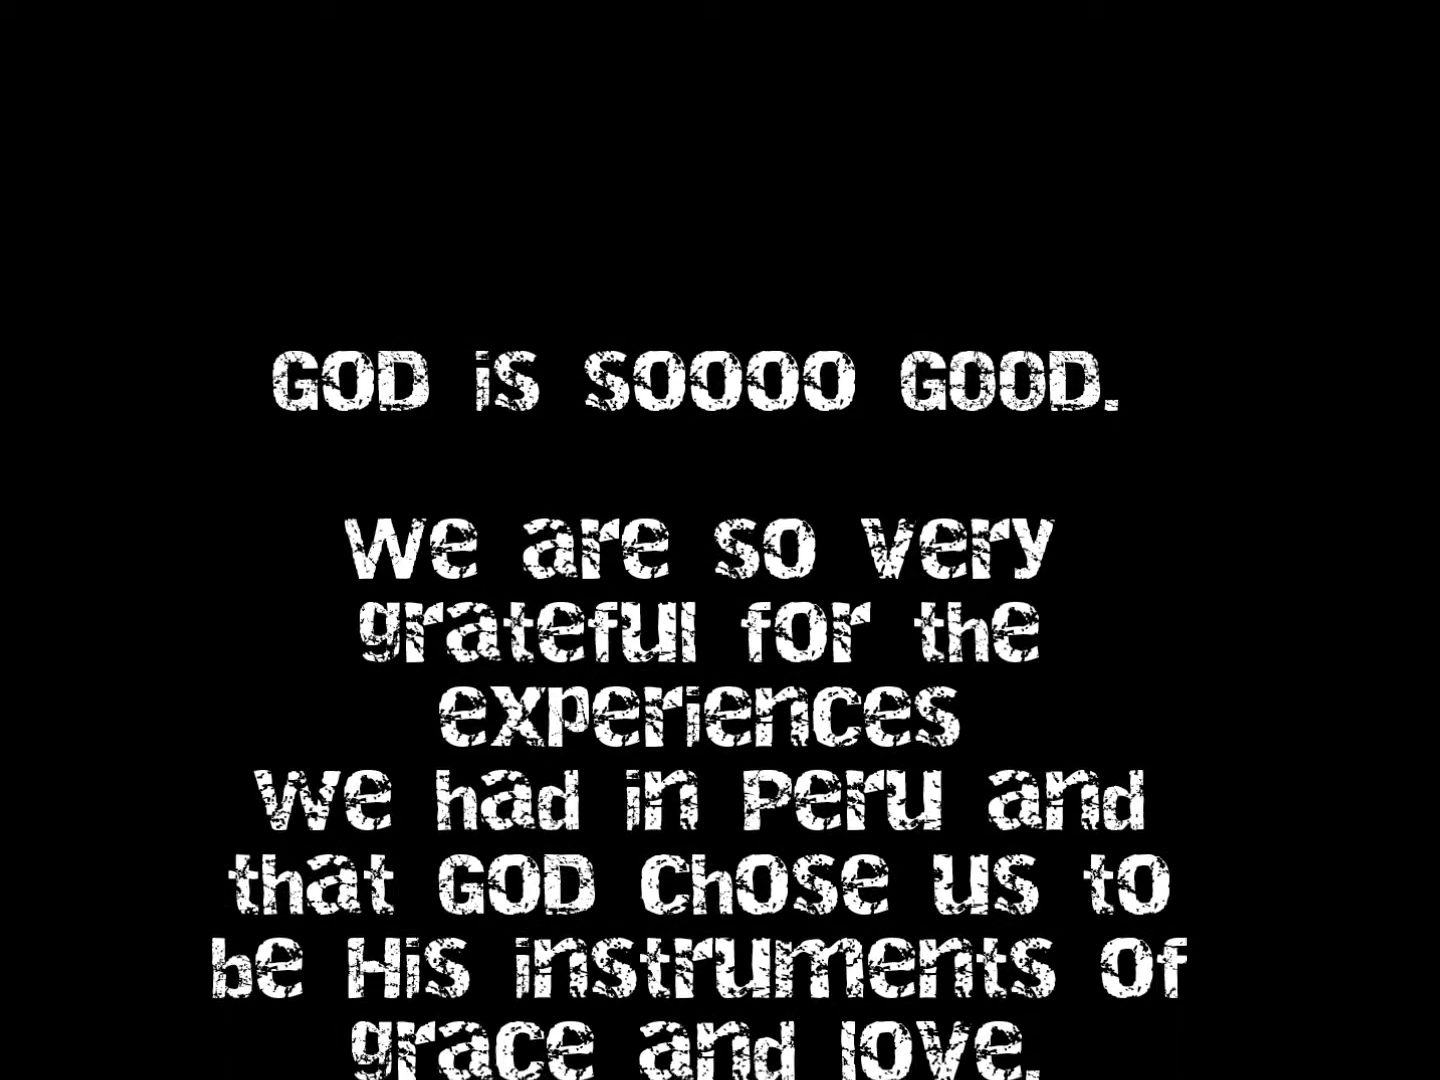 GOD is soooo GOOD.
we are so very
grateful for the
experiences
we had in Peru and
that GOD chose us to
be His instruments of
grace and love.